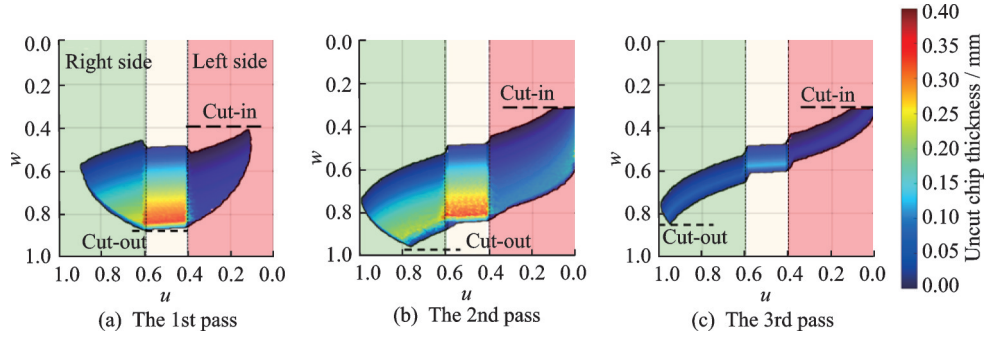 0.0
0.2
0.4
0.6
0.8
1.0
w
Right side
Left side
Cut-in
Cut-out
1.0 0.8 0.6 0.4 0.2 0.0
u
(a) The 1st pass
0.0
0.2
0.4
0.6
0.8
1.0
w
Cut-in
Cut-out
1.0 0.8 0.6 0.4 0.2 0.0
u
(b) The 2nd pass
0.0
0.2
0.4
0.6
0.8
1.0
w
Cut-in
Cut-out
1.0 0.8 0.6 0.4 0.2 0.0
u
(c) The 3rd pass
0.40
0.35
0.30
0.25
0.20
0.15
0.10
0.05
0.00
Uncut chip thickness / mm